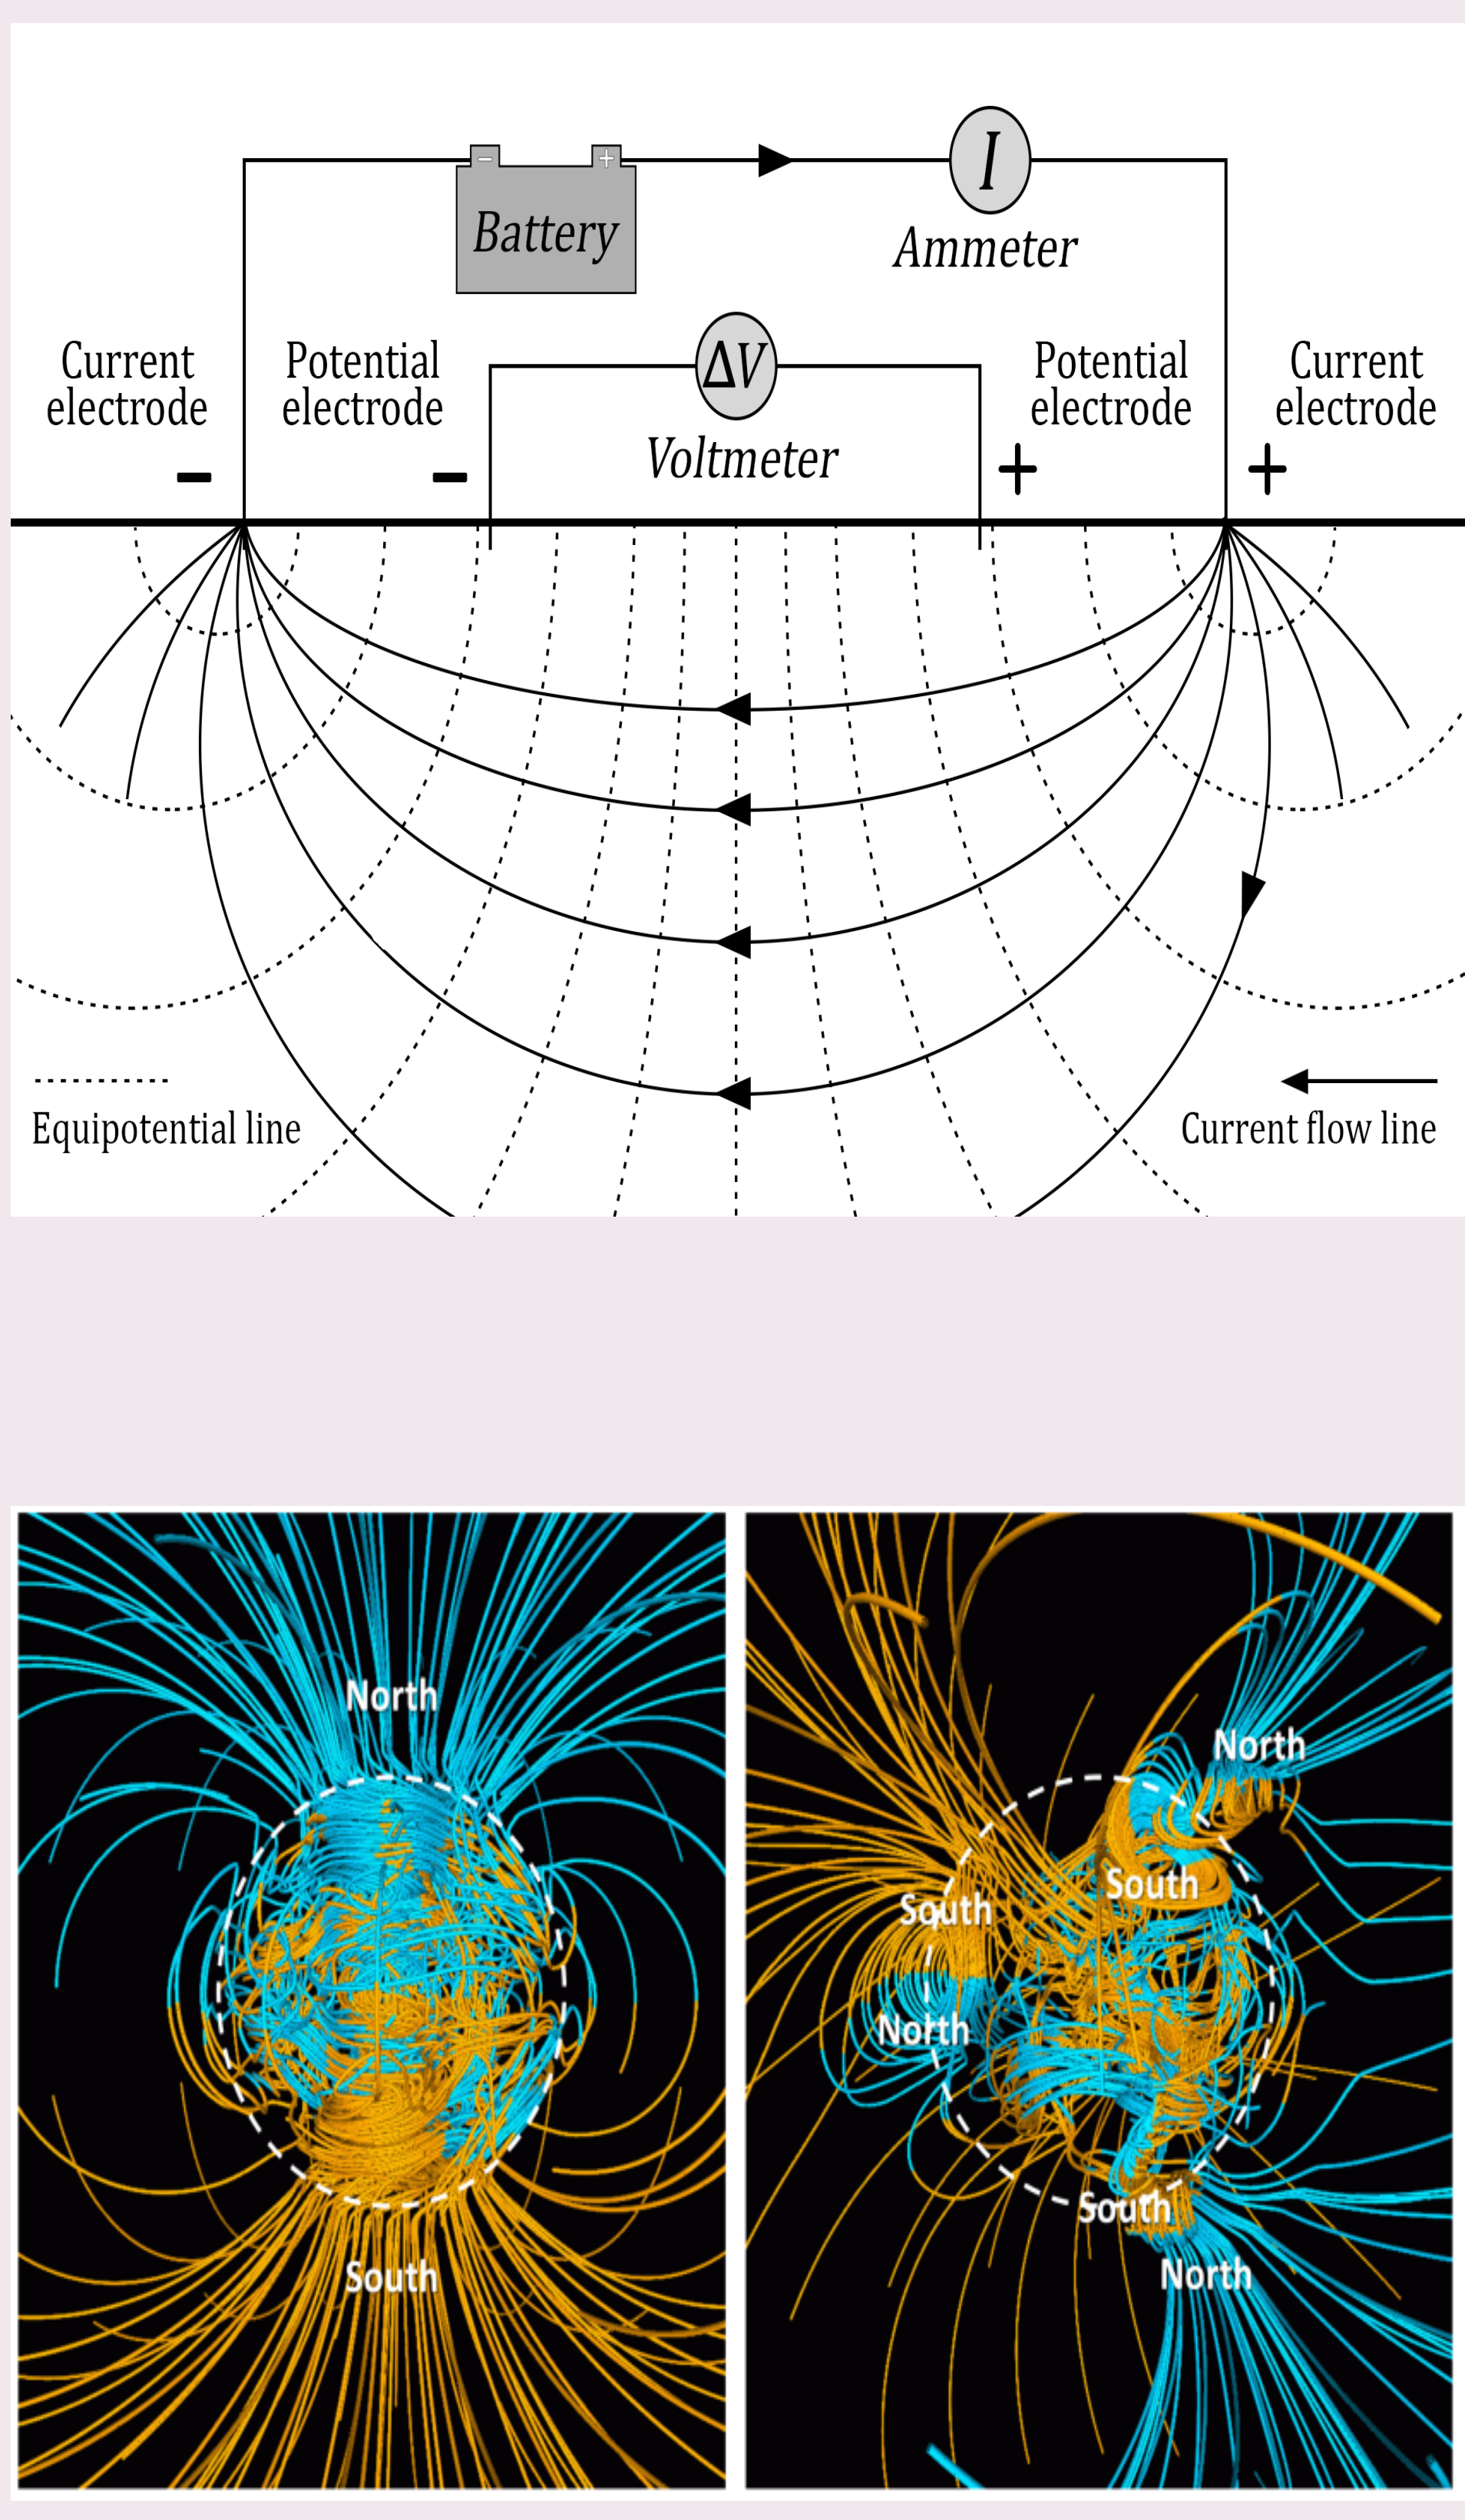 - +
Battery
I
Ammeter
Current
electrode
-
Potential
electrode
-
ΔV
Voltmeter
Potential
electrode
+
Current
electrode
+
Equipotential line
Current flow line
North
South
North
South
South
North
South
North